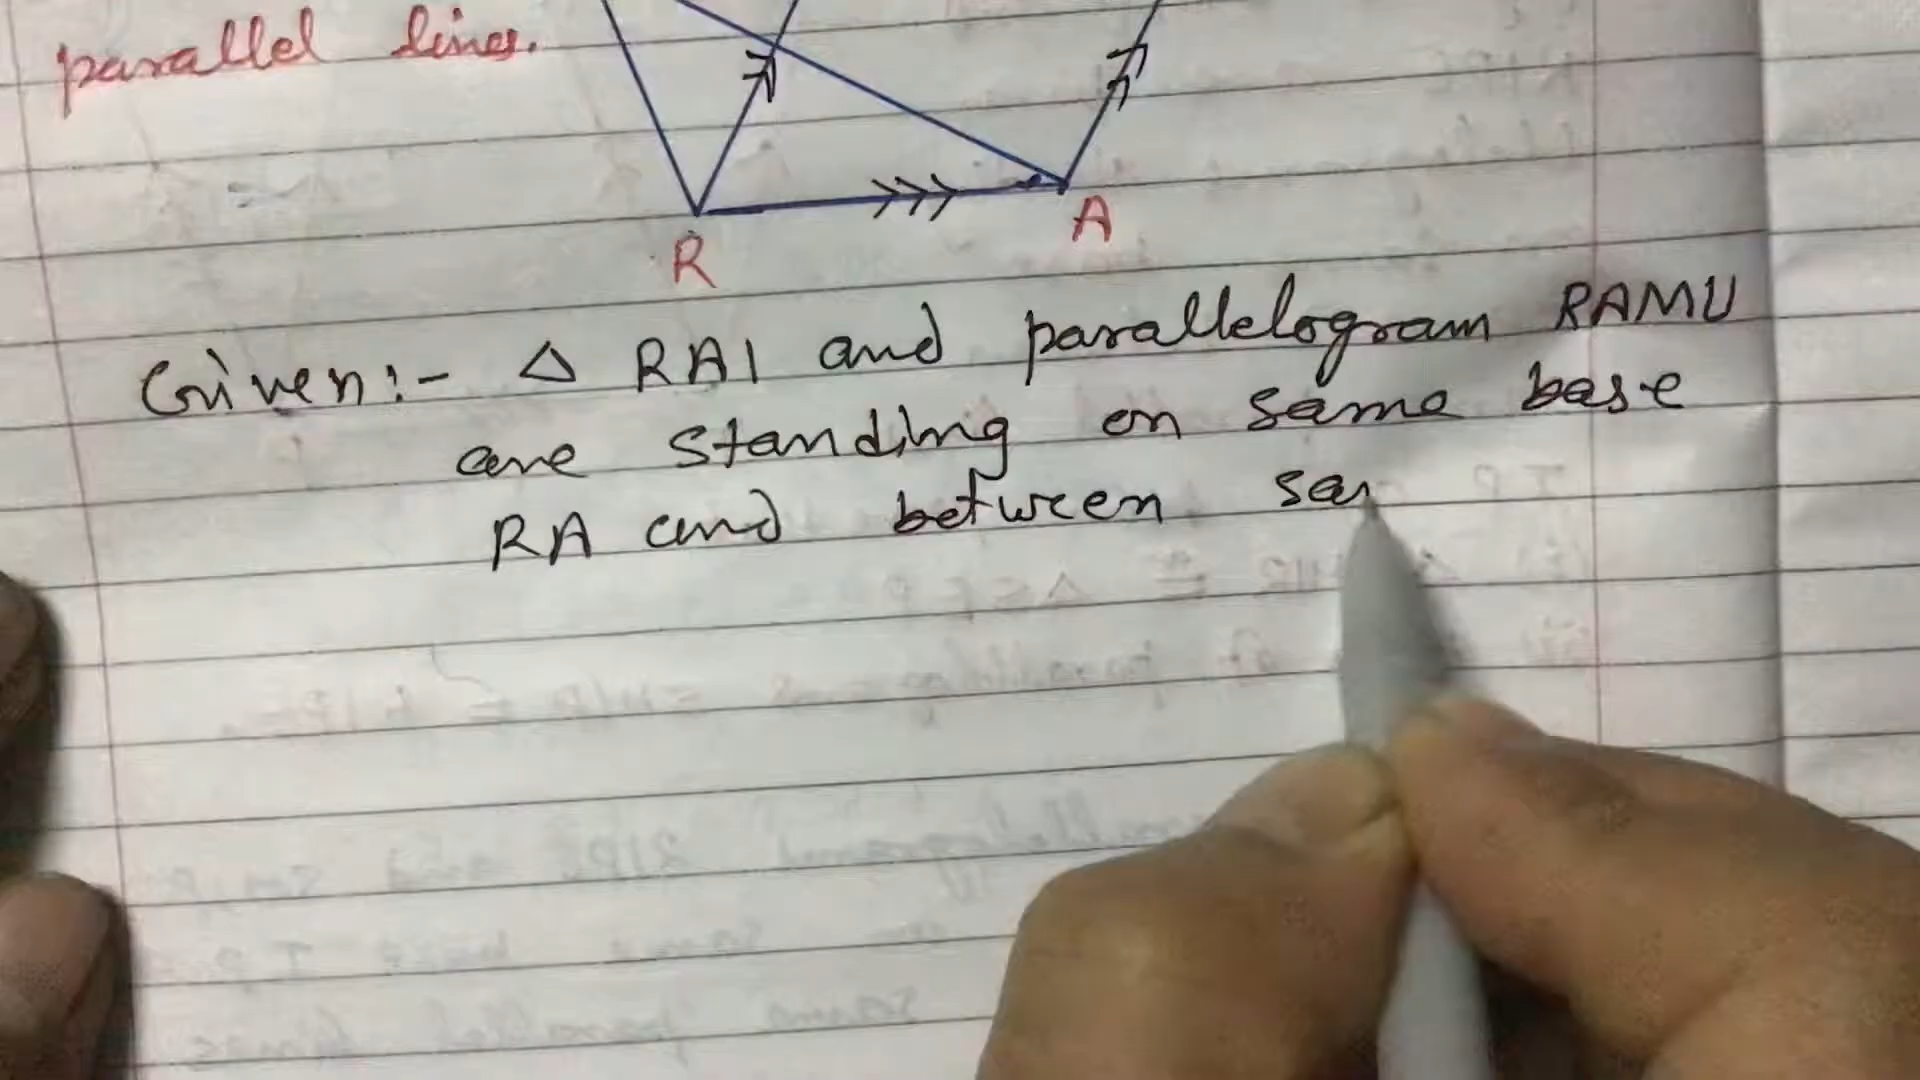 parallel lines.
R
A
Given:- △ RAI and parallelogram RAMU
are standing on same base
RA and between sa